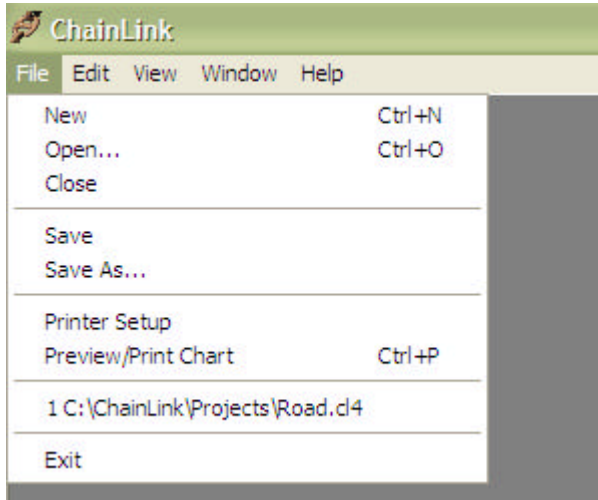 ChainLink
File Edit View Window Help
New Ctrl+N
Open... Ctrl+O
Close
Save
Save As...
Printer Setup
Preview/Print Chart Ctrl+P
1 C:\ChainLink\Projects\Road.cl4
Exit